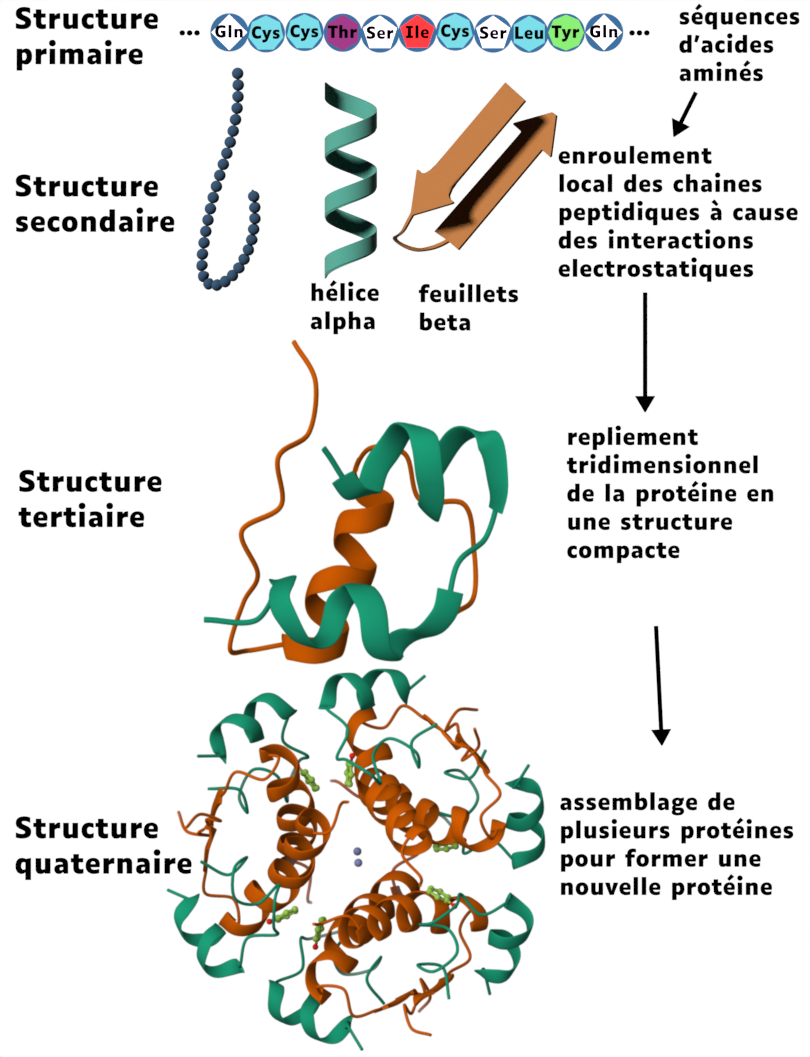 Structure
primaire
... Gln Cys Cys Thr Ser Ile Cys Ser Leu Tyr Gln ...
séquences
d'acides
aminés
Structure
secondaire
hélice
alpha
feuillets
beta
enroulement
local des chaines
peptidiques à cause
des interactions
electrostatiques
Structure
tertiaire
repliement
tridimensionnel
de la protéine en
une structure
compacte
Structure
quaternaire
assemblage de
plusieurs protéines
pour former une
nouvelle protéine